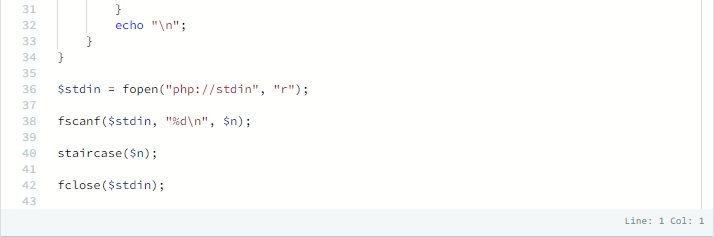 31 }
32 echo "\n";
33 }
34 }
35
36 $stdin = fopen("php://stdin", "r");
37
38 fscanf($stdin, "%d\n", $n);
39
40 staircase($n);
41
42 fclose($stdin);
43
Line: 1 Col: 1